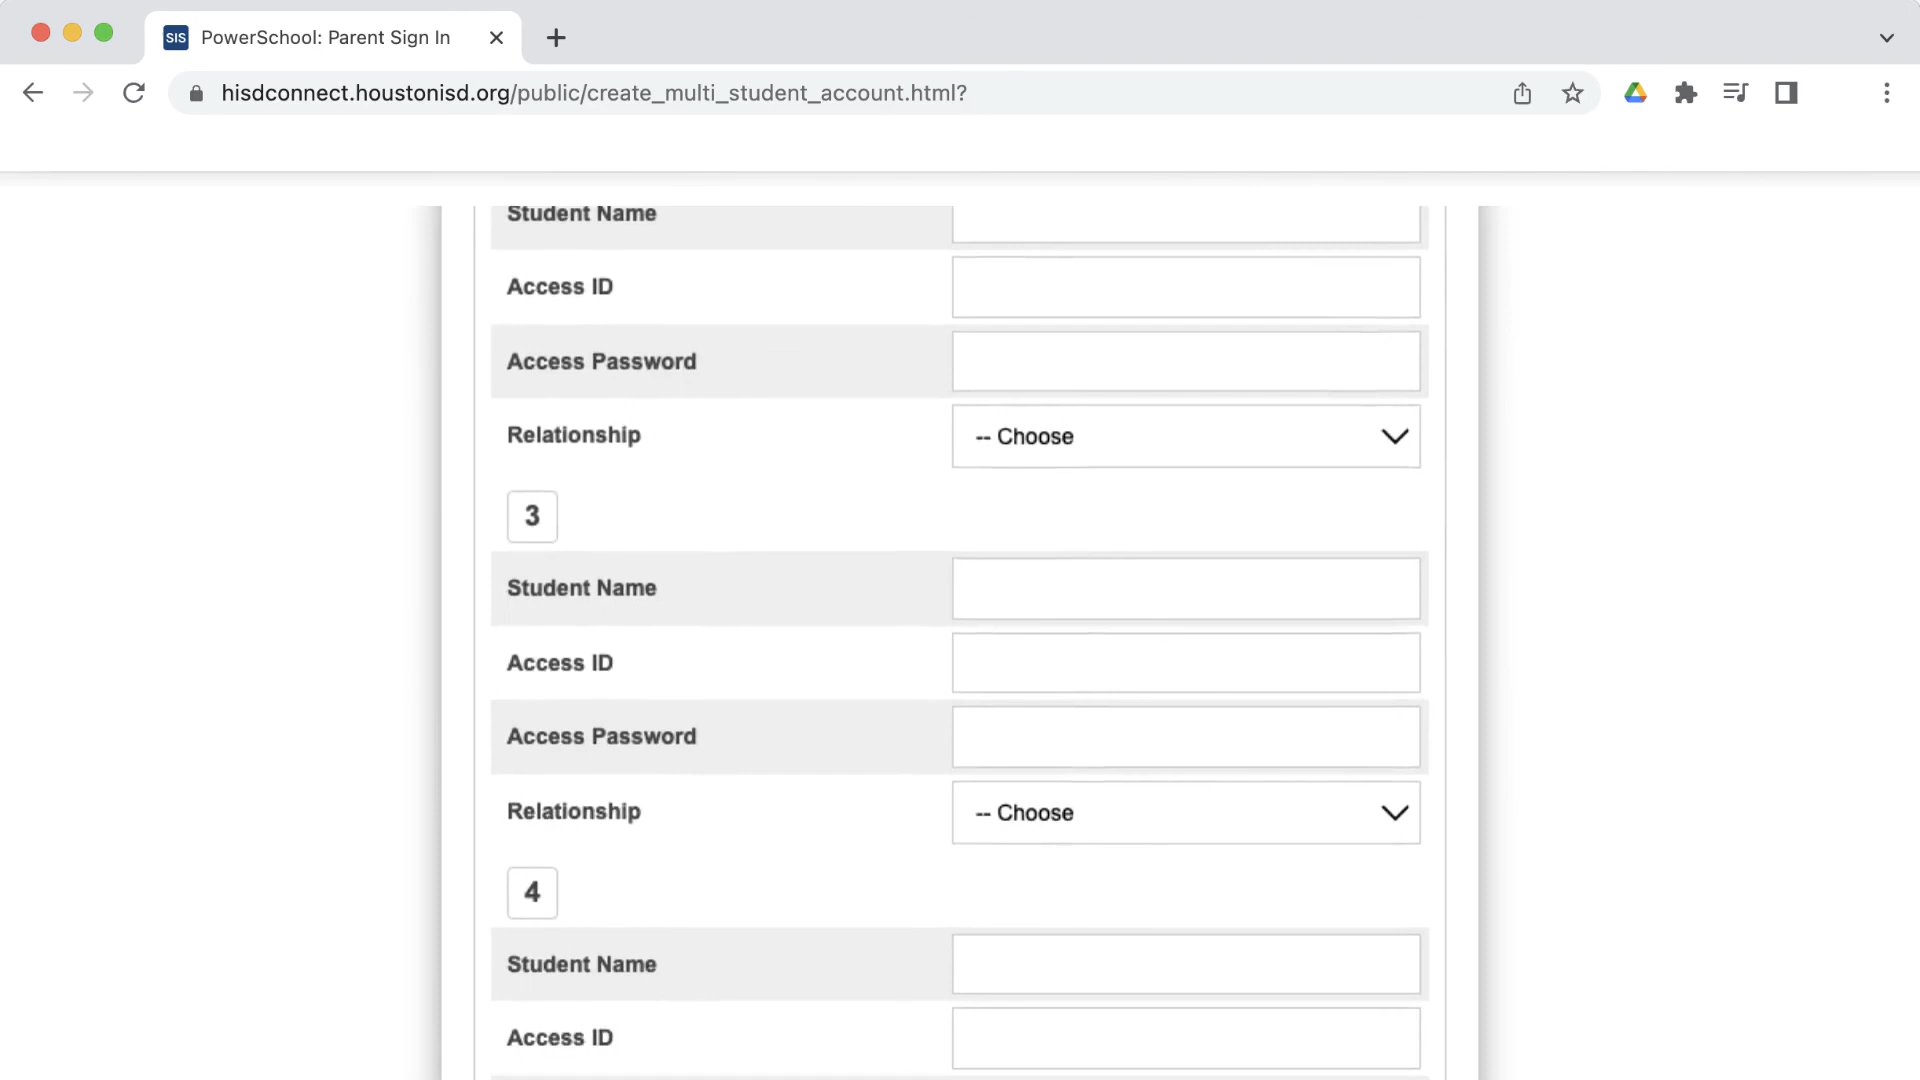 SIS PowerSchool: Parent Sign In
hisdconnect.houstonisd.org/public/create_multi_student_account.html?
Student Name
Access ID
Access Password
Relationship -- Choose
3
Student Name
Access ID
Access Password
Relationship -- Choose
4
Student Name
Access ID